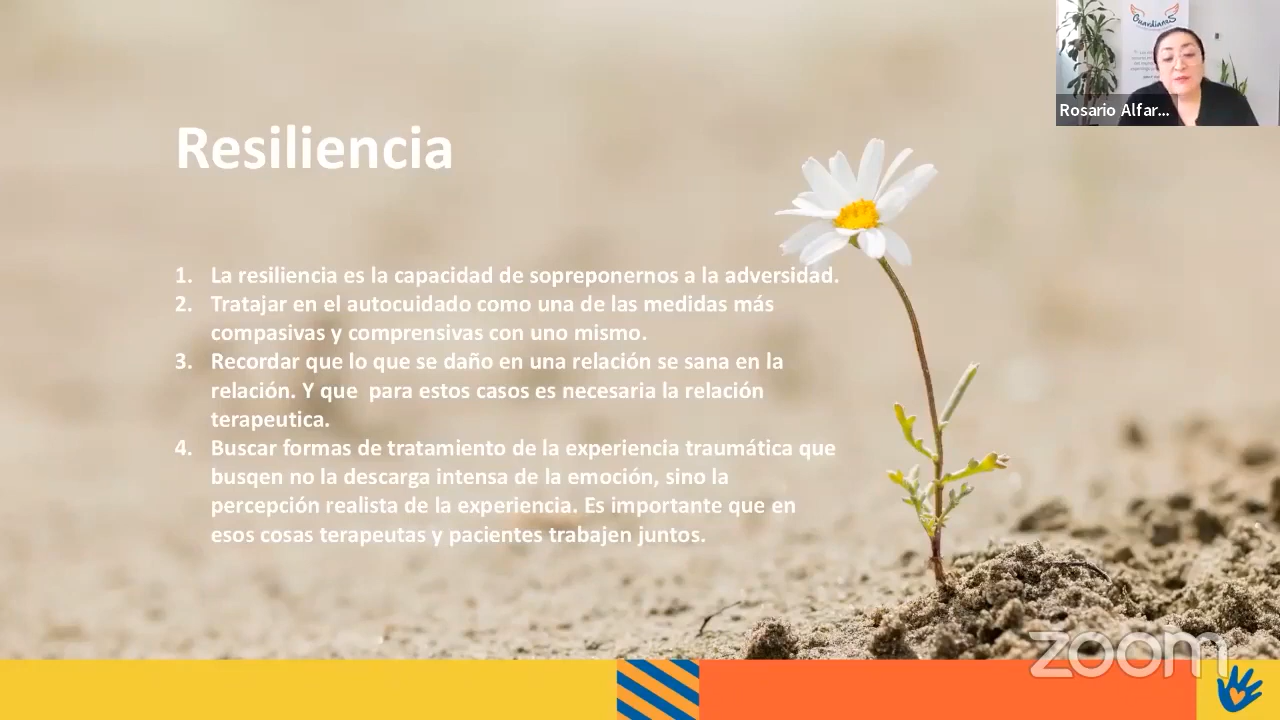 Guardianas
Rosario Alfar...
Resiliencia
1. La resiliencia es la capacidad de sopreponernos a la adversidad.
2. Tratajar en el autocuidado como una de las medidas más
compasivas y comprensivas con uno mismo.
3. Recordar que lo que se daño en una relación se sana en la
relación. Y que para estos casos es necesaria la relación
terapeutica.
4. Buscar formas de tratamiento de la experiencia traumática que
busqen no la descarga intensa de la emoción, sino la
percepción realista de la experiencia. Es importante que en
esos cosas terapeutas y pacientes trabajen juntos.
zoom